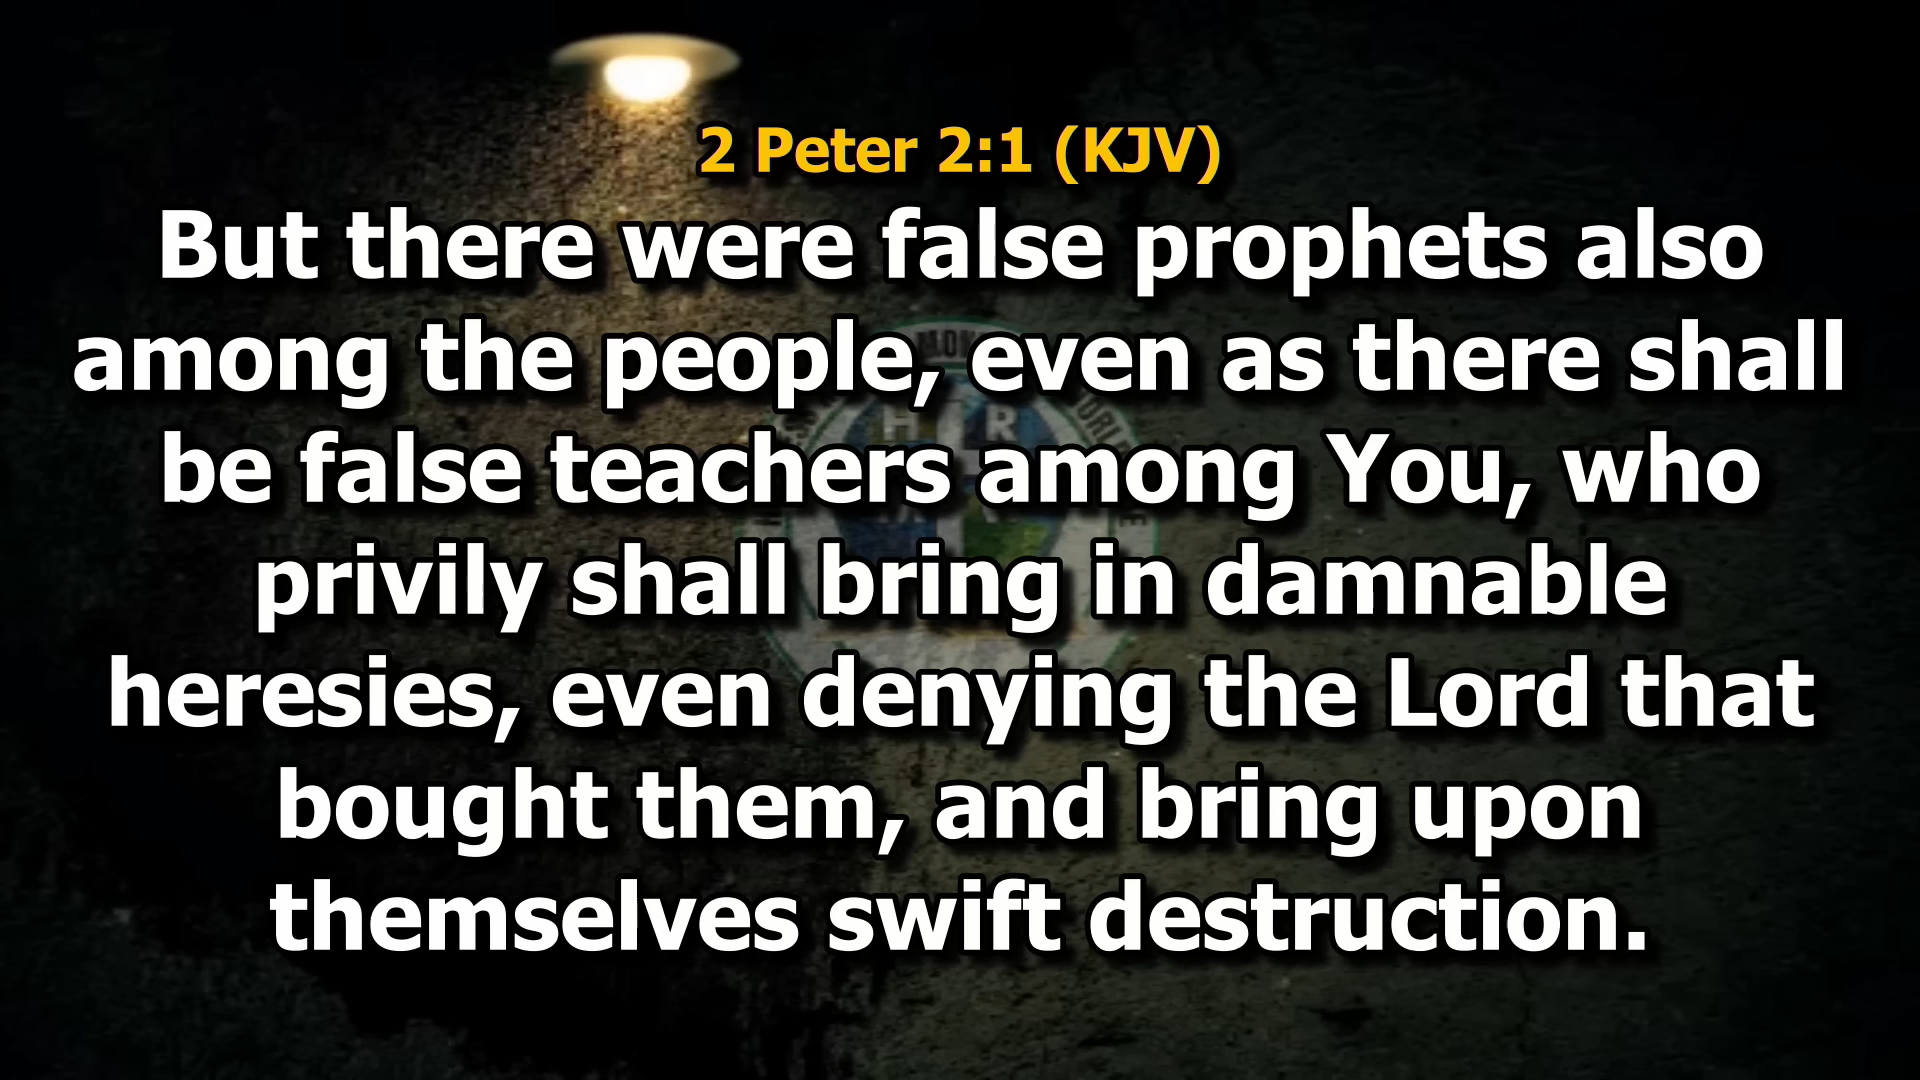 2 Peter 2:1 (KJV)
But there were false prophets also
among the people, even as there shall
be false teachers among You, who
privily shall bring in damnable
heresies, even denying the Lord that
bought them, and bring upon
themselves swift destruction.